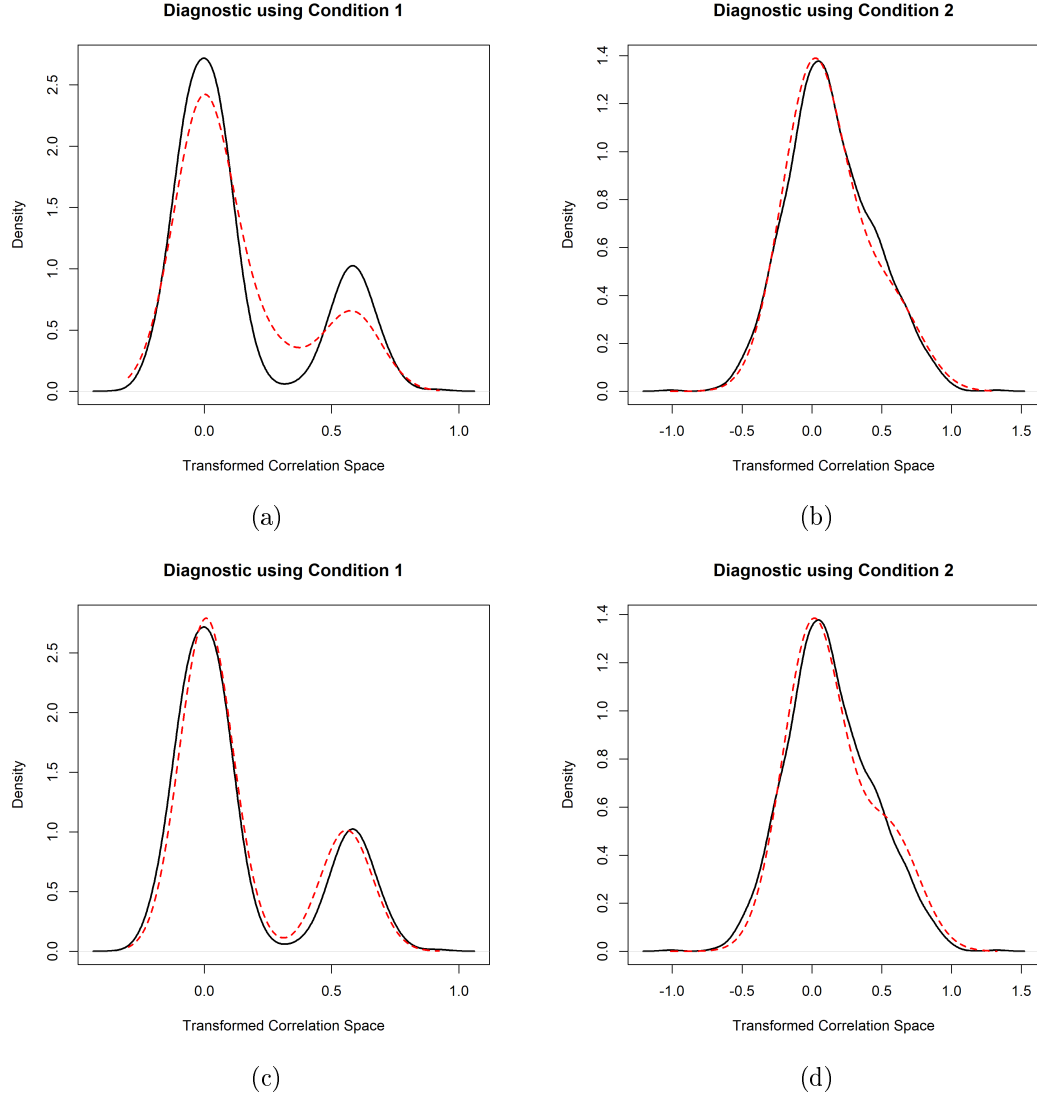 Diagnostic using Condition 1
Density
0.0 0.5 1.0 1.5 2.0 2.5
0.0 0.5 1.0
Transformed Correlation Space
(a)
Diagnostic using Condition 2
Density
0.0 0.2 0.4 0.6 0.8 1.0 1.2 1.4
-1.0 -0.5 0.0 0.5 1.0 1.5
Transformed Correlation Space
(b)
Diagnostic using Condition 1
Density
0.0 0.5 1.0 1.5 2.0 2.5
0.0 0.5 1.0
Transformed Correlation Space
(c)
Diagnostic using Condition 2
Density
0.0 0.2 0.4 0.6 0.8 1.0 1.2 1.4
-1.0 -0.5 0.0 0.5 1.0 1.5
Transformed Correlation Space
(d)